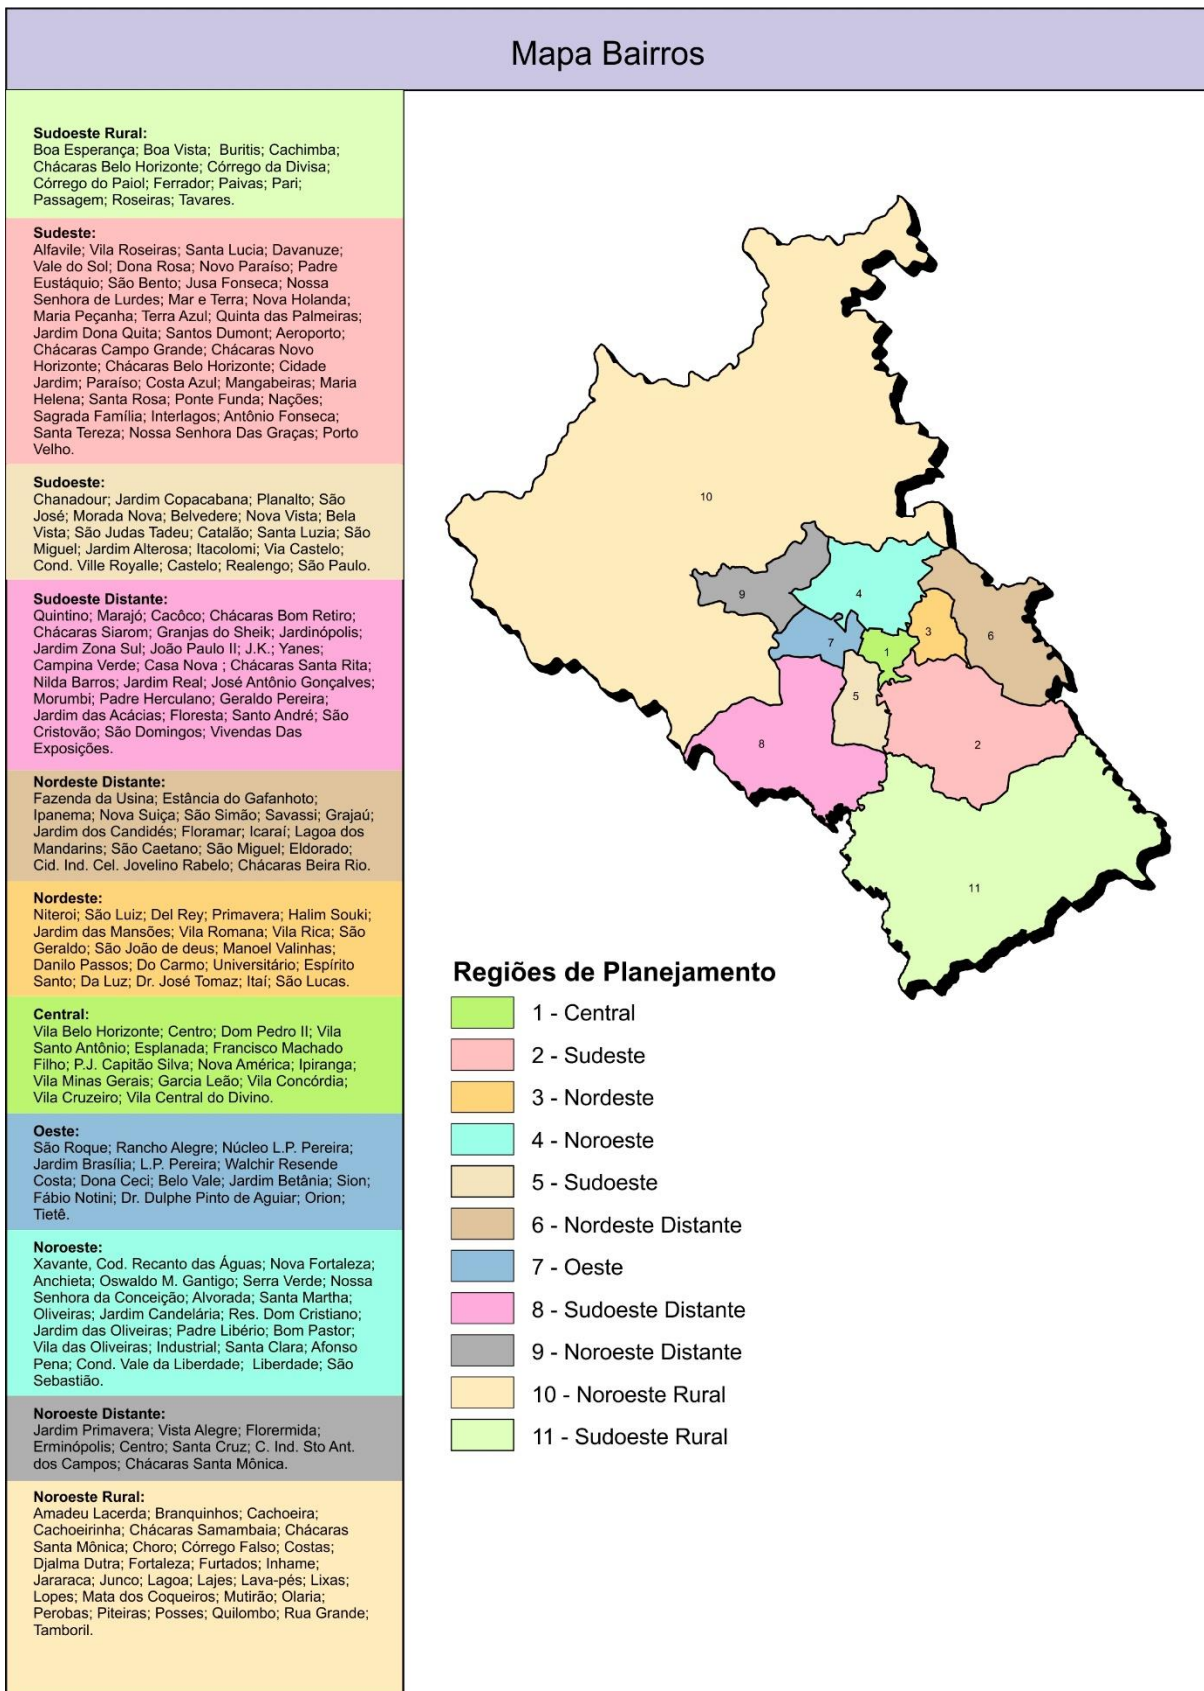 Mapa Bairros
Sudoeste Rural:
Boa Esperança; Boa Vista; Buritis; Cachimba;
Chácaras Belo Horizonte; Córrego da Divisa;
Córrego do Paiol; Ferrador; Paivas; Pari;
Passagem; Roseiras; Tavares.
Sudeste:
Alfavile; Vila Roseiras; Santa Lucia; Davanuze;
Vale do Sol; Dona Rosa; Novo Paraíso; Padre
Eustáquio; São Bento; Jusa Fonseca; Nossa
Senhora de Lurdes; Mar e Terra; Nova Holanda;
Maria Peçanha; Terra Azul; Quinta das Palmeiras;
Jardim Dona Quita; Santos Dumont; Aeroporto;
Chácaras Campo Grande; Chácaras Novo
Horizonte; Chácaras Belo Horizonte; Cidade
Jardim; Paraíso; Costa Azul; Mangabeiras; Maria
Helena; Santa Rosa; Ponte Funda; Nações;
Sagrada Família; Interlagos; Antônio Fonseca;
Santa Tereza; Nossa Senhora Das Graças; Porto
Velho.
Sudoeste:
Chanadour; Jardim Copacabana; Planalto; São
José; Morada Nova; Belvedere; Nova Vista; Bela
Vista; São Judas Tadeu; Catalão; Santa Luzia; São
Miguel; Jardim Alterosa; Itacolomi; Via Castelo;
Cond. Ville Royalle; Castelo; Realengo; São Paulo.
Sudoeste Distante:
Quintino; Marajó; Cacôco; Chácaras Bom Retiro;
Chácaras Siarom; Granjas do Sheik; Jardinópolis;
Jardim Zona Sul; João Paulo II; J.K.; Yanes;
Campina Verde; Casa Nova ; Chácaras Santa Rita;
Nilda Barros; Jardim Real; José Antônio Gonçalves;
Morumbi; Padre Herculano; Geraldo Pereira;
Jardim das Acácias; Floresta; Santo André; São
Cristovão; São Domingos; Vivendas Das
Exposições.
Nordeste Distante:
Fazenda da Usina; Estância do Gafanhoto;
Ipanema; Nova Suiça; São Simão; Savassi; Grajaú;
Jardim dos Candidés; Floramar; Icaraí; Lagoa dos
Mandarins; São Caetano; São Miguel; Eldorado;
Cid. Ind. Cel. Jovelino Rabelo; Chácaras Beira Rio.
Nordeste:
Niteroi; São Luiz; Del Rey; Primavera; Halim Souki;
Jardim das Mansões; Vila Romana; Vila Rica; São
Geraldo; São João de deus; Manoel Valinhas;
Danilo Passos; Do Carmo; Universitário; Espírito
Santo; Da Luz; Dr. José Tomaz; Itaí; São Lucas.
Central:
Vila Belo Horizonte; Centro; Dom Pedro II; Vila
Santo Antônio; Esplanada; Francisco Machado
Filho; P.J. Capitão Silva; Nova América; Ipiranga;
Vila Minas Gerais; Garcia Leão; Vila Concórdia;
Vila Cruzeiro; Vila Central do Divino.
Oeste:
São Roque; Rancho Alegre; Núcleo L.P. Pereira;
Jardim Brasília; L.P. Pereira; Walchir Resende
Costa; Dona Ceci; Belo Vale; Jardim Betânia; Sion;
Fábio Notini; Dr. Dulphe Pinto de Aguiar; Orion;
Tietê.
Noroeste:
Xavante, Cod. Recanto das Águas; Nova Fortaleza;
Anchieta; Oswaldo M. Gantigo; Serra Verde; Nossa
Senhora da Conceição; Alvorada; Santa Martha;
Oliveiras; Jardim Candelária; Res. Dom Cristiano;
Jardim das Oliveiras; Padre Libério; Bom Pastor;
Vila das Oliveiras; Industrial; Santa Clara; Afonso
Pena; Cond. Vale da Liberdade; Liberdade; São
Sebastião.
Noroeste Distante:
Jardim Primavera; Vista Alegre; Florermida;
Erminópolis; Centro; Santa Cruz; C. Ind. Sto Ant.
dos Campos; Chácaras Santa Mônica.
Noroeste Rural:
Amadeu Lacerda; Branquinhos; Cachoeira;
Cachoeirinha; Chácaras Samambaia; Chácaras
Santa Mônica; Choro; Córrego Falso; Costas;
Djalma Dutra; Fortaleza; Furtados; Inhame;
Jararaca; Junco; Lagoa; Lajes; Lava-pés; Lixas;
Lopes; Mata dos Coqueiros; Mutirão; Olaria;
Perobas; Piteiras; Posses; Quilombo; Rua Grande;
Tamboril.
10
9
4
7
1
3
6
5
8
2
11
Regiões de Planejamento
1 - Central
2 - Sudeste
3 - Nordeste
4 - Noroeste
5 - Sudoeste
6 - Nordeste Distante
7 - Oeste
8 - Sudoeste Distante
9 - Noroeste Distante
10 - Noroeste Rural
11 - Sudoeste Rural